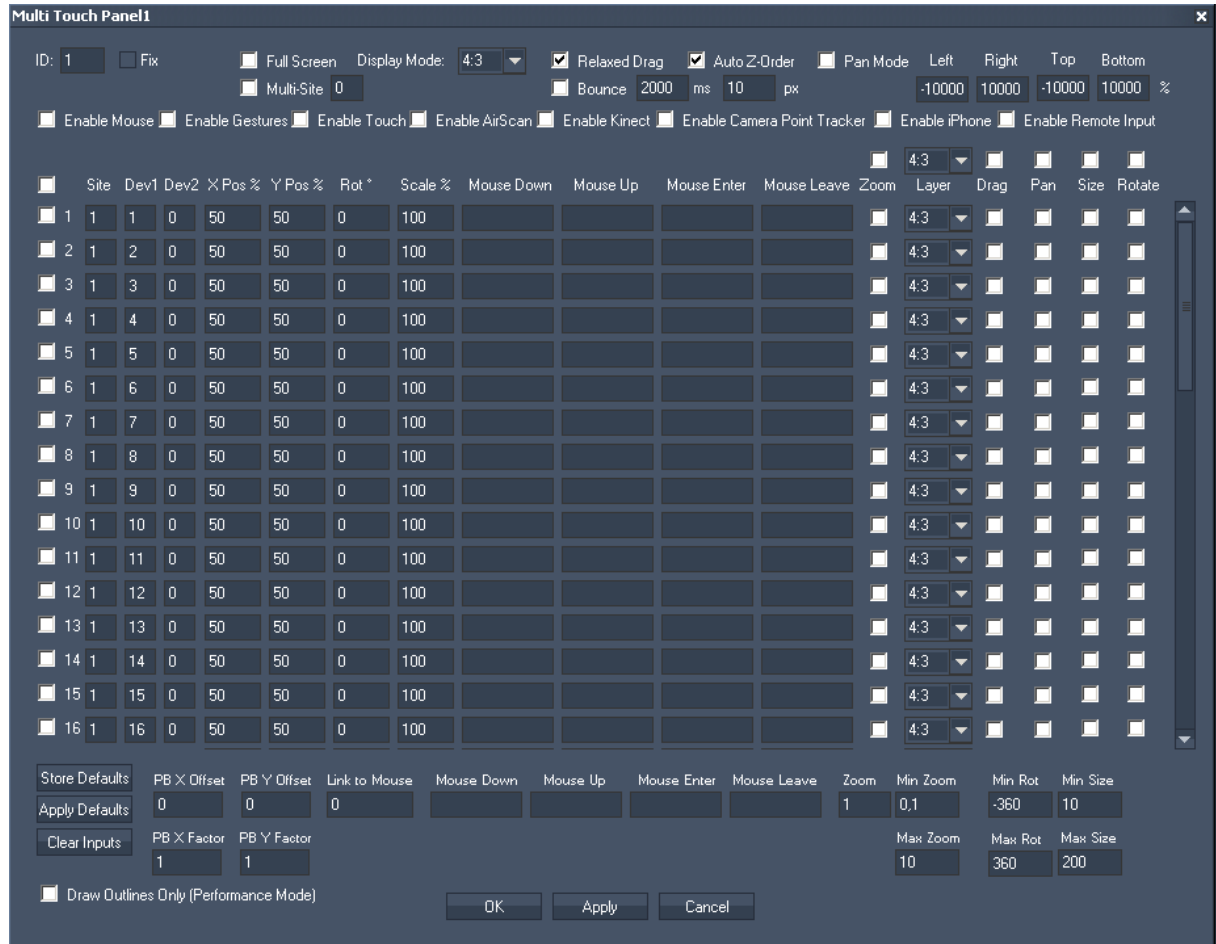 Multi Touch Panel1
ID: 1 Fix Full Screen Display Mode: 4:3 Relaxed Drag Auto Z-Order Pan Mode Left Right Top Bottom
Multi-Site 0 Bounce 2000 ms 10 px -10000 10000 -10000 10000 %
Enable Mouse Enable Gestures Enable Touch Enable AirScan Enable Kinect Enable Camera Point Tracker Enable iPhone Enable Remote Input
4:3
Site Dev1 Dev2 X Pos % Y Pos % Rot ° Scale % Mouse Down Mouse Up Mouse Enter Mouse Leave Zoom Layer Drag Pan Size Rotate
1 1 1 0 50 50 0 100 4:3
2 1 2 0 50 50 0 100 4:3
3 1 3 0 50 50 0 100 4:3
4 1 4 0 50 50 0 100 4:3
5 1 5 0 50 50 0 100 4:3
6 1 6 0 50 50 0 100 4:3
7 1 7 0 50 50 0 100 4:3
8 1 8 0 50 50 0 100 4:3
9 1 9 0 50 50 0 100 4:3
10 1 10 0 50 50 0 100 4:3
11 1 11 0 50 50 0 100 4:3
12 1 12 0 50 50 0 100 4:3
13 1 13 0 50 50 0 100 4:3
14 1 14 0 50 50 0 100 4:3
15 1 15 0 50 50 0 100 4:3
16 1 16 0 50 50 0 100 4:3
Store Defaults PB X Offset PB Y Offset Link to Mouse Mouse Down Mouse Up Mouse Enter Mouse Leave Zoom Min Zoom Min Rot Min Size
Apply Defaults 0 0 0 1 0,1 -360 10
Clear Inputs PB X Factor PB Y Factor Max Zoom Max Rot Max Size
1 1 10 360 200
Draw Outlines Only (Performance Mode)
OK Apply Cancel